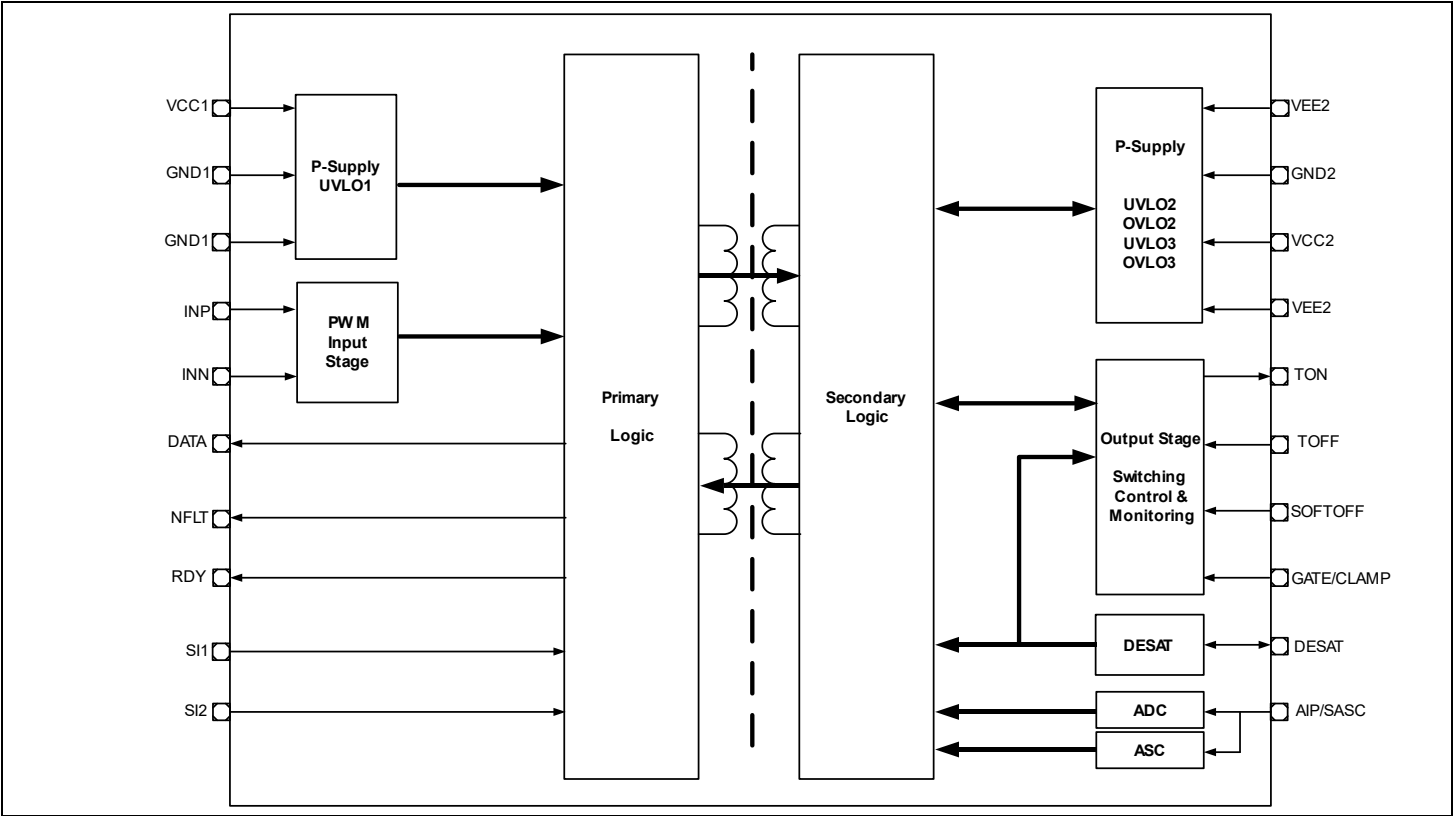 VCC1
GND1
GND1
INP
INN
DATA
NFLT
RDY
SI1
SI2
P-Supply
UVLO1
PWM
Input
Stage
Primary
Logic
Secondary
Logic
P-Supply
UVLO2
OVLO2
UVLO3
OVLO3
Output Stage
Switching
Control &
Monitoring
DESAT
ADC
ASC
VEE2
GND2
VCC2
VEE2
TON
TOFF
SOFTOFF
GATE/CLAMP
DESAT
AIP/SASC